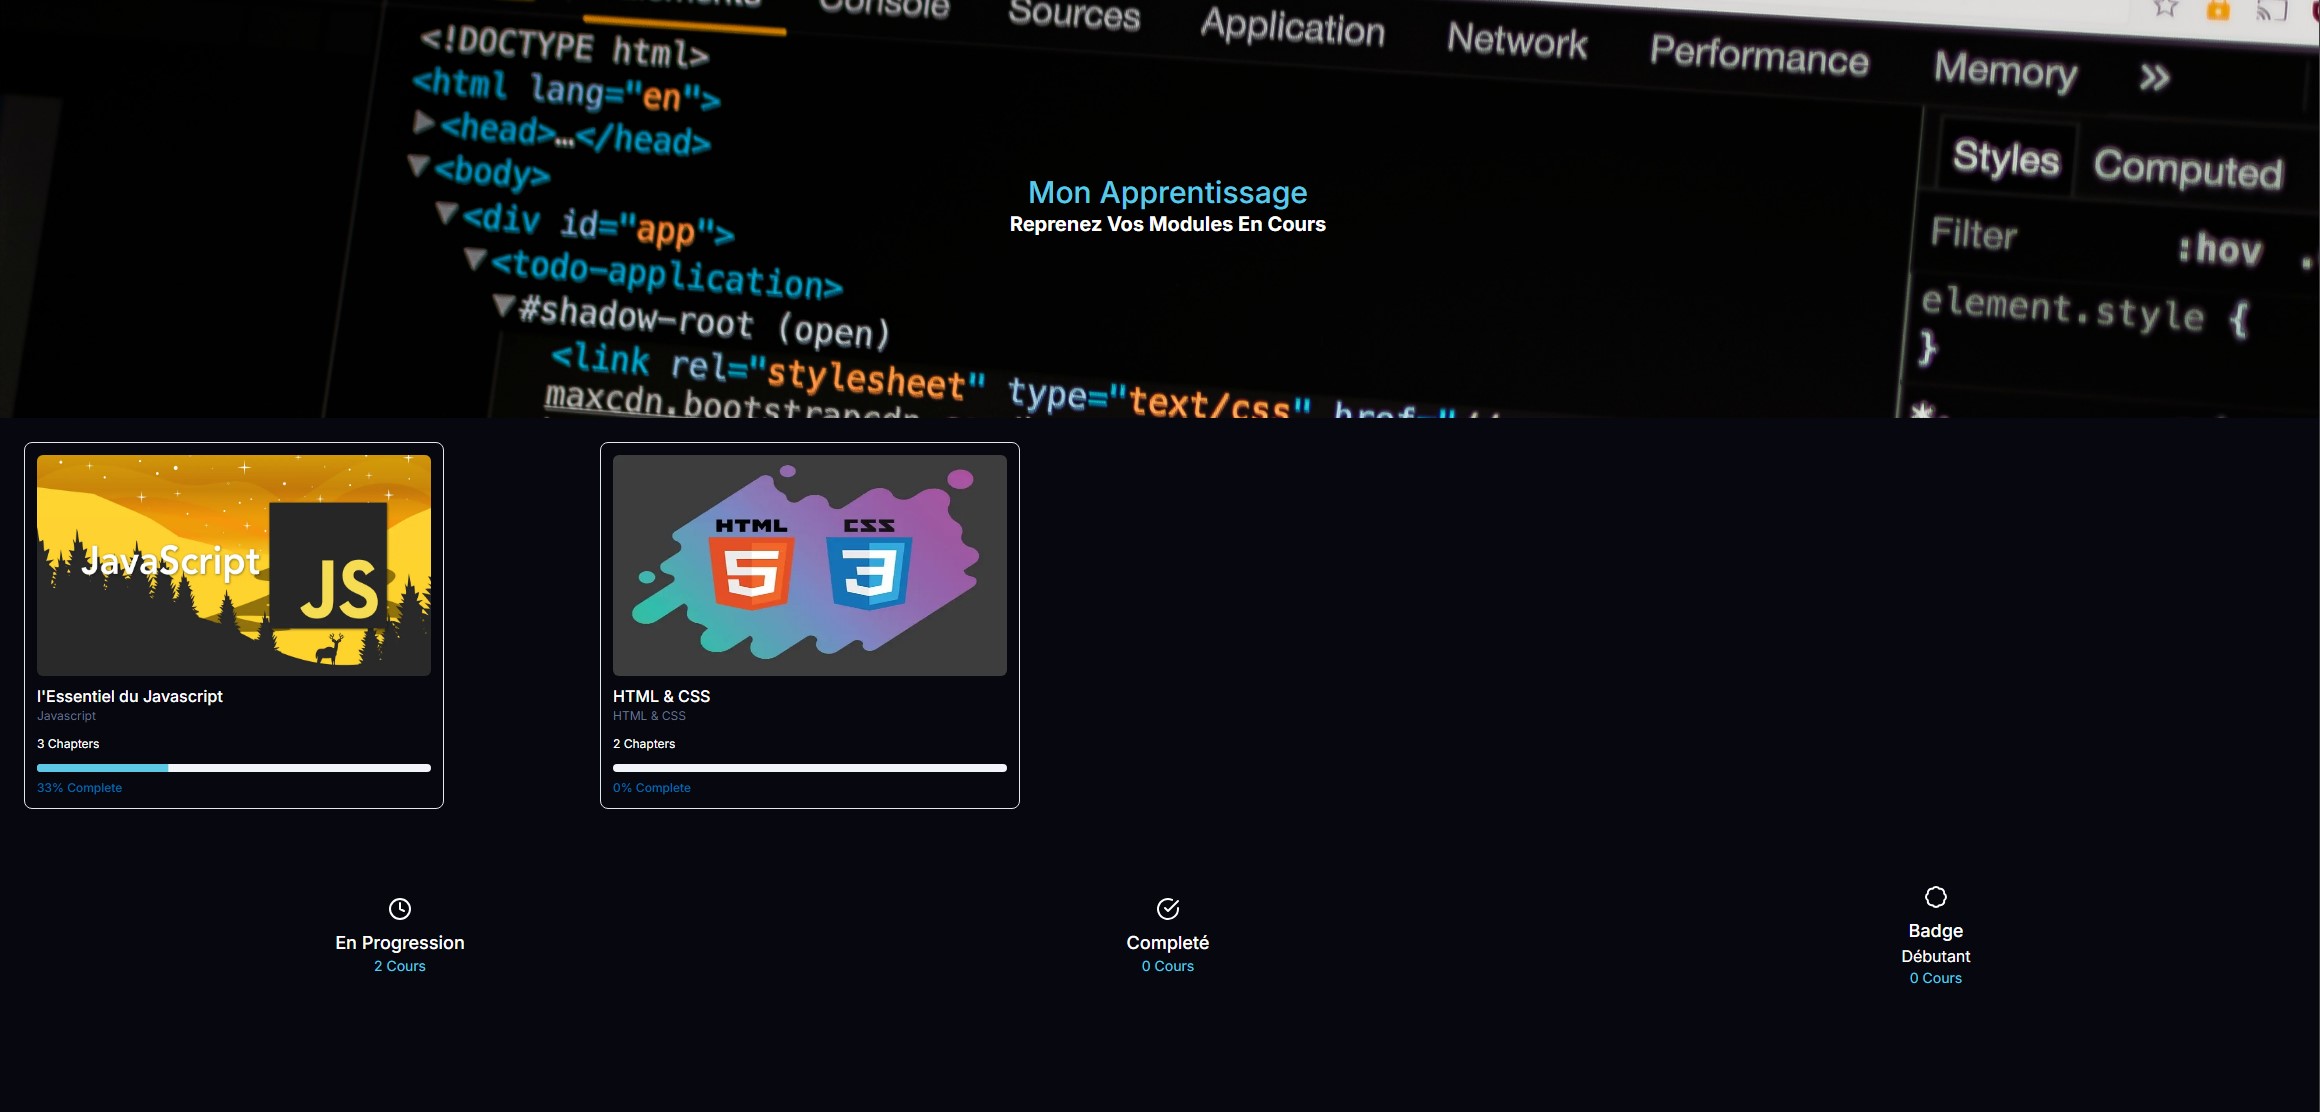 Console Sources Application Network Performance Memory »
<!DOCTYPE html>
<html lang="en">
<head>…</head>
<body>
<div id="app">
<todo-application>
#shadow-root (open)
<link rel="stylesheet" type="text/css" href="//
maxcdn.bootstrapcdn
Styles Computed
Filter :hov
element.style {
}
Mon Apprentissage
Reprenez Vos Modules En Cours
JavaScript
JS
l'Essentiel du Javascript
Javascript
3 Chapters
33% Complete
HTML CSS
5 3
HTML & CSS
HTML & CSS
2 Chapters
0% Complete
En Progression
2 Cours
Completé
0 Cours
Badge
Débutant
0 Cours